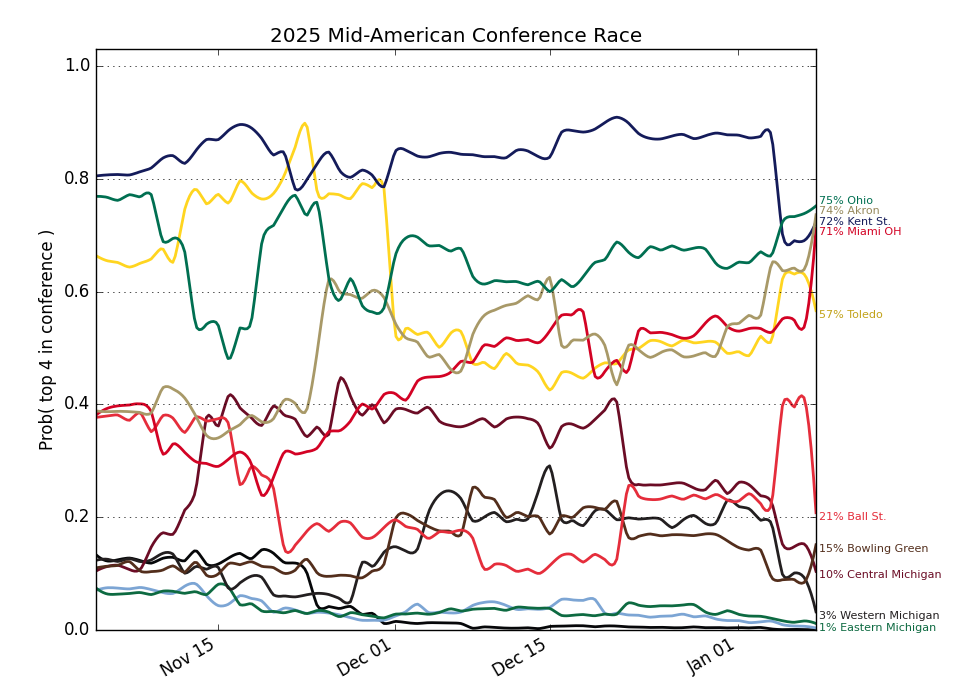 2025 Mid-American Conference Race
Prob( top 4 in conference )
1.0
0.8
0.6
0.4
0.2
0.0
Nov 15
Dec 01
Dec 15
Jan 01
75% Ohio
74% Akron
72% Kent St.
71% Miami OH
57% Toledo
21% Ball St.
15% Bowling Green
10% Central Michigan
3% Western Michigan
1% Eastern Michigan